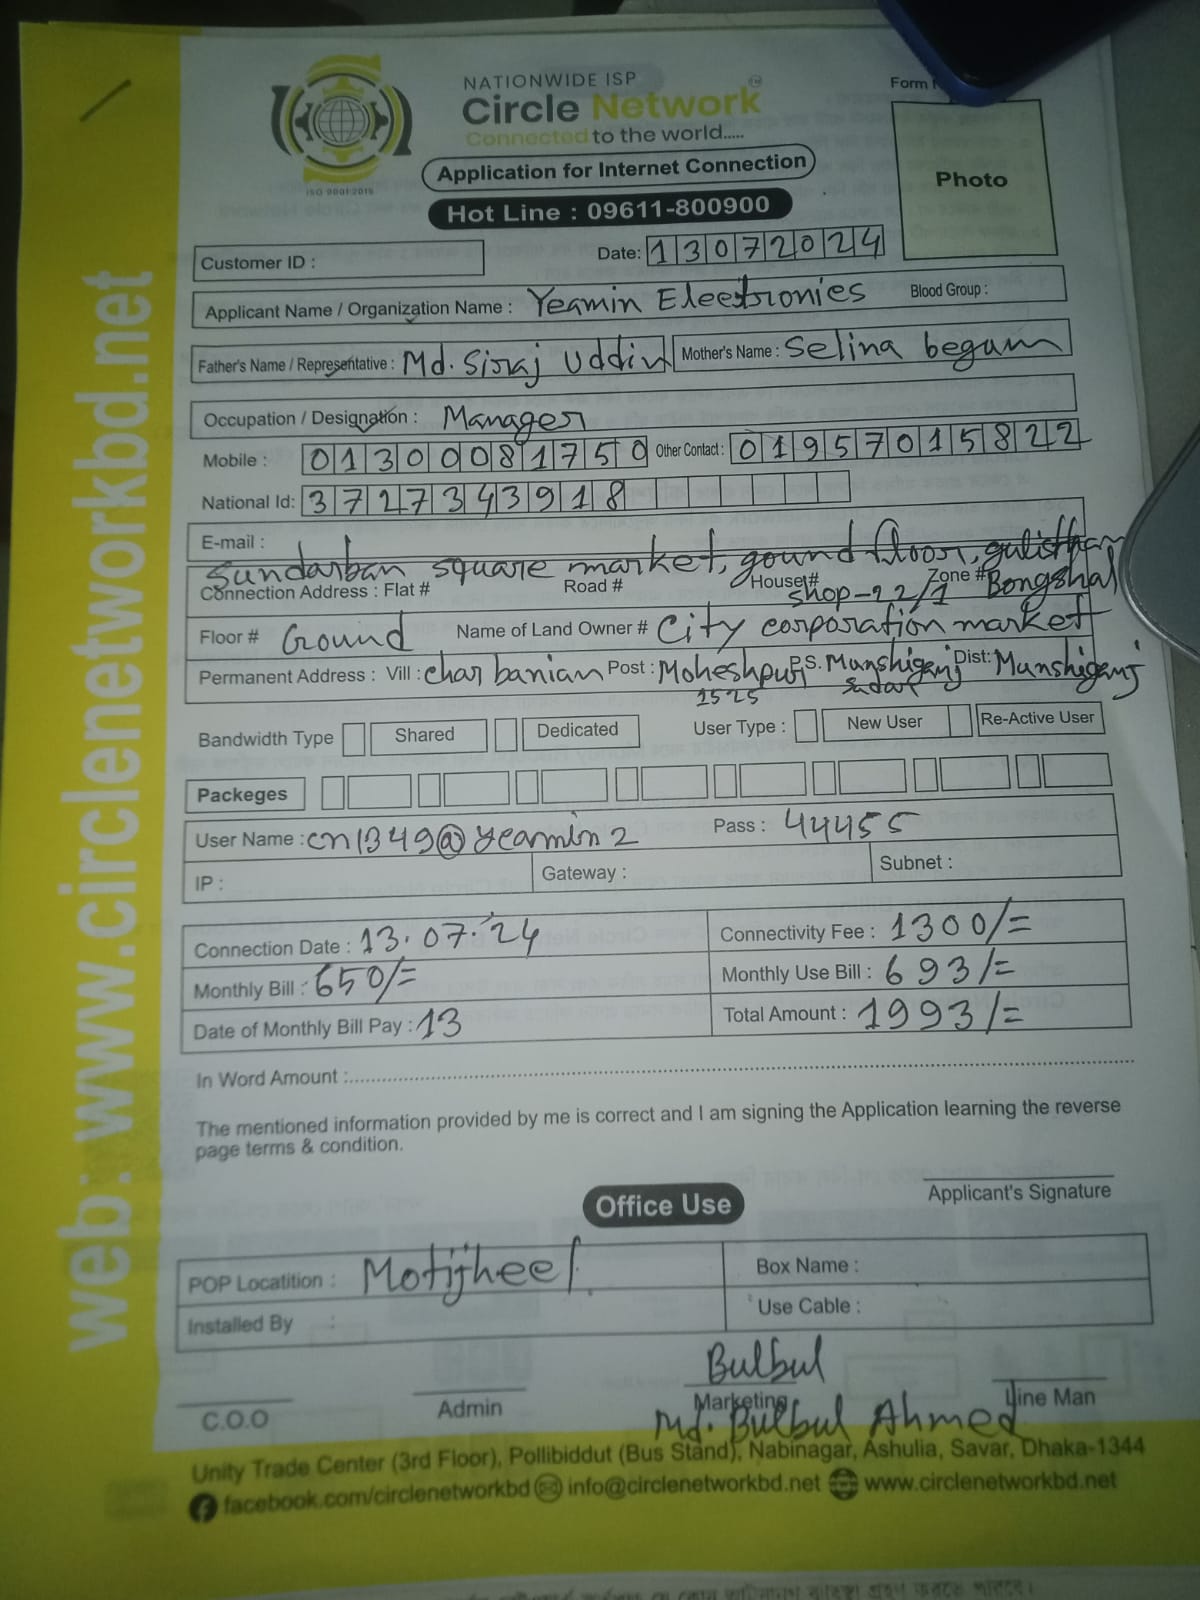 NATIONWIDE ISP
Circle Network
Connected to the world.....
ISO 9001:2015
Application for Internet Connection
Hot Line : 09611-800900
Form
Photo
Customer ID :
Date: 13072024
Applicant Name / Organization Name : Yeamin Eleetronies Blood Group :
Father's Name / Representative : Md. Siraj Uddin Mother's Name : Selina begam
Occupation / Designation : Manager
Mobile : 01300081750 Other Contact : 01957015822
National Id: 3727343918
E-mail :
Sundarban square market, gound floor, gulisthan
Connection Address : Flat # Road # House# Shop-22/1 Zone # Bongshal
Floor # Ground Name of Land Owner # City corporation market
Permanent Address : Vill : char banian Post : Moheshpur P.S. Munshiganj Dist: Munshiganj
1525 Sadar
Bandwidth Type Shared Dedicated User Type : New User Re-Active User
Packeges
User Name : cn1349@yeamin2 Pass : 44455
IP : Gateway : Subnet :
Connection Date : 13.07.24 Connectivity Fee : 1300/=
Monthly Bill : 650/= Monthly Use Bill : 693/=
Date of Monthly Bill Pay : 13 Total Amount : 1993/=
In Word Amount :
The mentioned information provided by me is correct and I am signing the Application learning the reverse
page terms & condition.
Applicant's Signature
Office Use
POP Locatition : Motijheel Box Name :
Installed By : Use Cable :
Bulbul
C.O.O Admin Marketing Line Man
Md. Bulbul Ahmed
Unity Trade Center (3rd Floor), Pollibiddut (Bus Stand), Nabinagar, Ashulia, Savar, Dhaka-1344
facebook.com/circlenetworkbd info@circlenetworkbd.net www.circlenetworkbd.net
web: www.circlenetworkbd.net